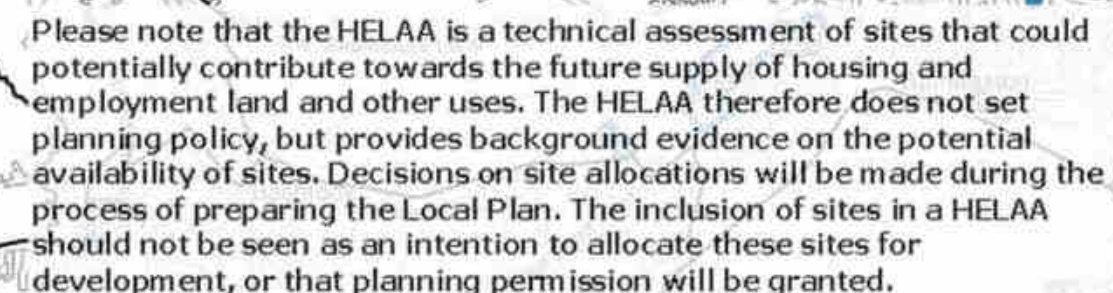 Please note that the HELAA is a technical assessment of sites that could
potentially contribute towards the future supply of housing and
employment land and other uses. The HELAA therefore does not set
planning policy, but provides background evidence on the potential
availability of sites. Decisions on site allocations will be made during the
process of preparing the Local Plan. The inclusion of sites in a HELAA
should not be seen as an intention to allocate these sites for
development, or that planning permission will be granted.